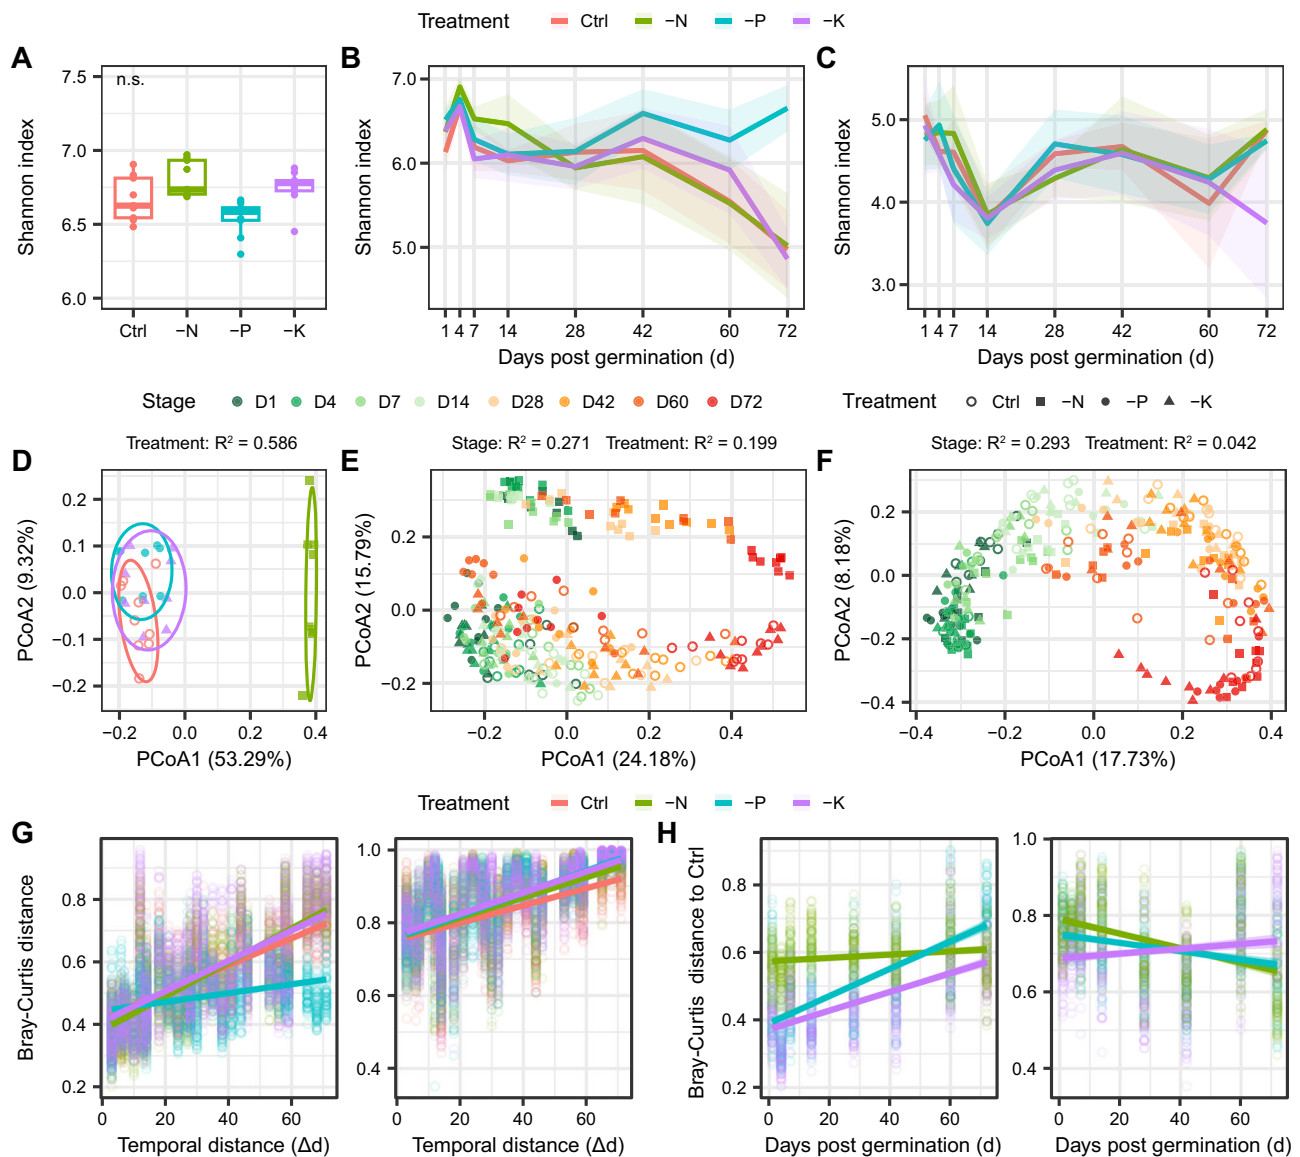 Treatment Ctrl −N −P −K
A B C
n.s.
7.5
7.0
6.5
6.0
Shannon index
Ctrl −N −P −K
7.0
6.0
5.0
Shannon index
1 4 7 14 28 42 60 72
Days post germination (d)
5.0
4.0
3.0
Shannon index
1 4 7 14 28 42 60 72
Days post germination (d)
Stage D1 D4 D7 D14 D28 D42 D60 D72
Treatment Ctrl −N −P −K
D E F
Treatment: R² = 0.586
0.2
0.1
0.0
−0.1
−0.2
PCoA2 (9.32%)
−0.2 0.0 0.2 0.4
PCoA1 (53.29%)
Stage: R² = 0.271 Treatment: R² = 0.199
0.2
0.0
−0.2
PCoA2 (15.79%)
−0.2 0.0 0.2 0.4
PCoA1 (24.18%)
Stage: R² = 0.293 Treatment: R² = 0.042
0.2
0.0
−0.2
−0.4
PCoA2 (8.18%)
−0.4 −0.2 0.0 0.2 0.4
PCoA1 (17.73%)
Treatment Ctrl −N −P −K
G H
0.8
0.6
0.4
0.2
Bray-Curtis distance
0 20 40 60
Temporal distance (Δd)
1.0
0.8
0.6
0.4
0 20 40 60
Temporal distance (Δd)
0.8
0.6
0.4
0.2
Bray-Curtis distance to Ctrl
0 20 40 60
Days post germination (d)
1.0
0.8
0.6
0.4
0 20 40 60
Days post germination (d)